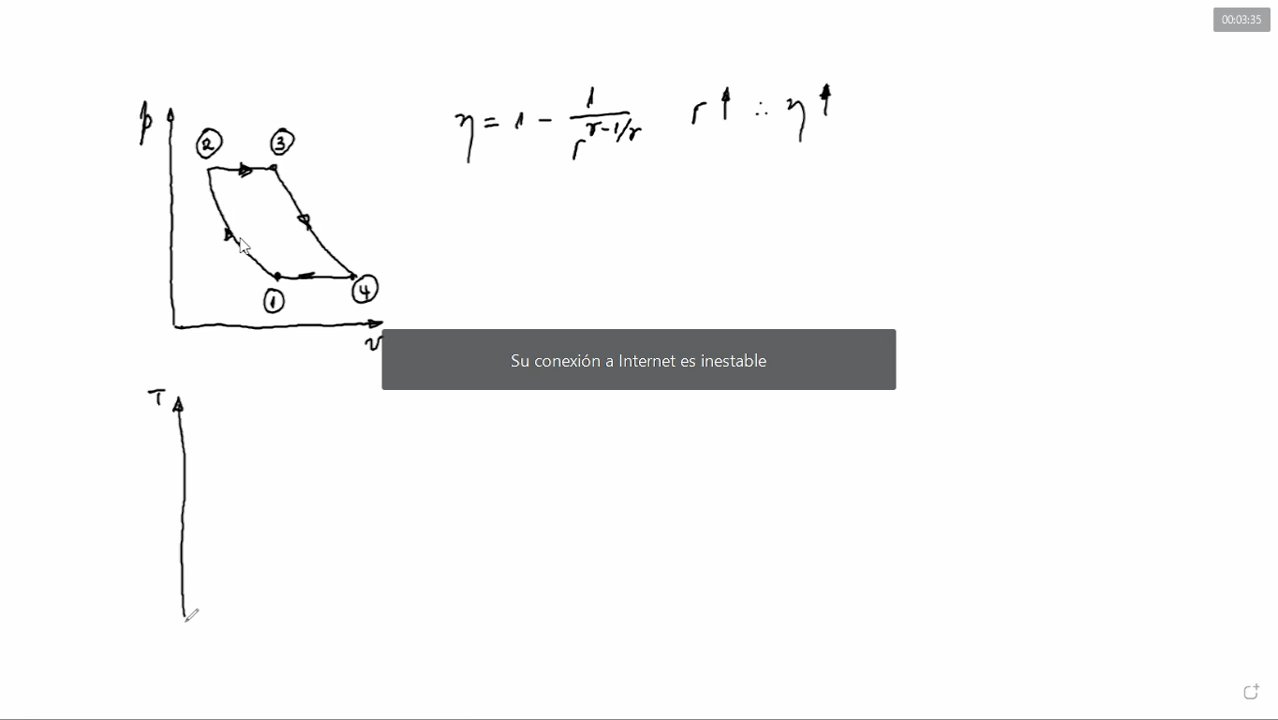 00:03:35
p
② ③
① ④
v
η = 1 - 1/r^(γ-1/γ) r↑ ∴ η↑
Su conexión a Internet es inestable
T